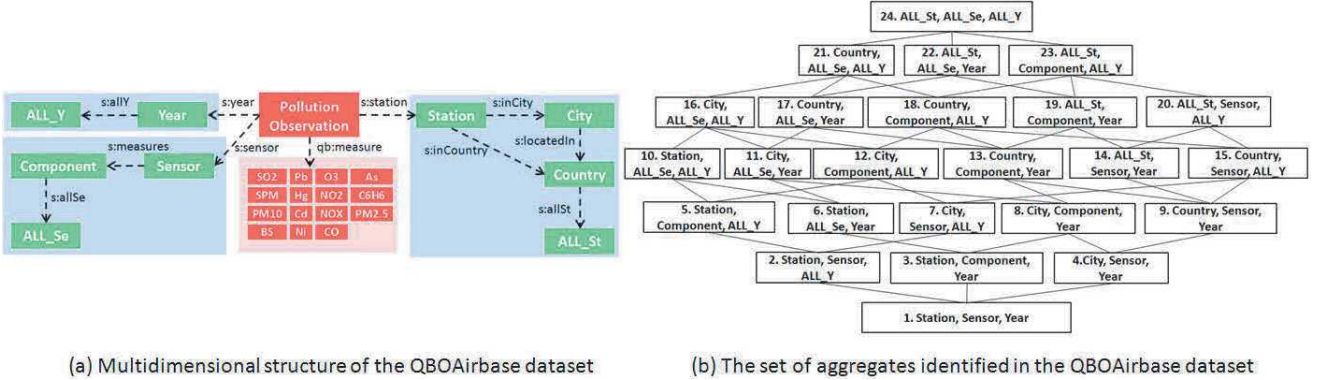 s:allY
s:year
ALL_Y
Year
Pollution
Observation
s:station
s:inCity
Station
City
s:measures
s:sensor
qb:measure
s:inCountry
s:locatedIn
Component
Sensor
Country
s:allSe
s:allSt
ALL_Se
ALL_St
SO2 Pb O3 As
SPM Hg NO2 C6H6
PM10 Cd NOX PM2.5
BS Ni CO
(a) Multidimensional structure of the QBOAirbase dataset
24. ALL_St, ALL_Se, ALL_Y
21. Country,
ALL_Se, ALL_Y
22. ALL_St,
ALL_Se, Year
23. ALL_St,
Component, ALL_Y
16. City,
ALL_Se, ALL_Y
17. Country,
ALL_Se, Year
18. Country,
Component, ALL_Y
19. ALL_St,
Component, Year
20. ALL_St, Sensor,
ALL_Y
10. Station,
ALL_Se, ALL_Y
11. City,
ALL_Se, Year
12. City,
Component, ALL_Y
13. Country,
Component, Year
14. ALL_St,
Sensor, Year
15. Country,
Sensor, ALL_Y
5. Station,
Component, ALL_Y
6. Station,
ALL_Se, Year
7. City,
Sensor, ALL_Y
8. City, Component,
Year
9. Country, Sensor,
Year
2. Station, Sensor,
ALL_Y
3. Station, Component,
Year
4.City, Sensor,
Year
1. Station, Sensor, Year
(b) The set of aggregates identified in the QBOAirbase dataset